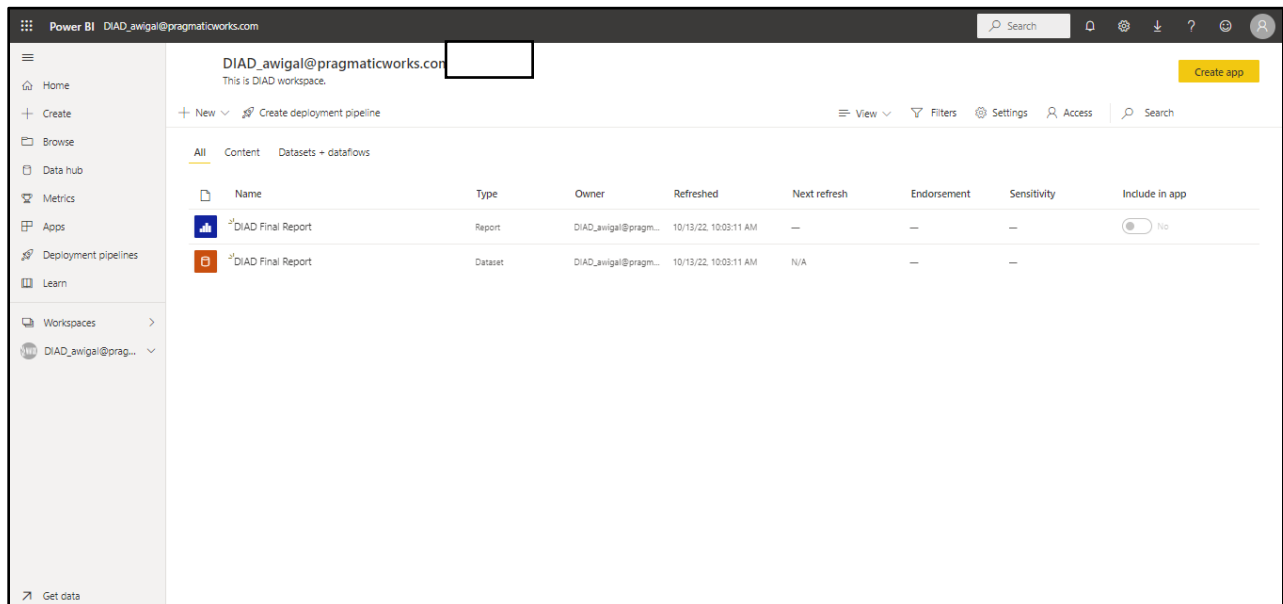 Power BI DIAD_awigal@pragmaticworks.com Search ?
DIAD_awigal@pragmaticworks.com
This is DIAD workspace.
Create app
Home
Create
Browse
Data hub
Metrics
Apps
Deployment pipelines
Learn
Workspaces
DIAD_awigal@prag...
Get data
New Create deployment pipeline View Filters Settings Access Search
All Content Datasets + dataflows
Name Type Owner Refreshed Next refresh Endorsement Sensitivity Include in app
DIAD Final Report Report DIAD_awigal@pragm... 10/13/22, 10:03:11 AM — — — No
DIAD Final Report Dataset DIAD_awigal@pragm... 10/13/22, 10:03:11 AM N/A — —